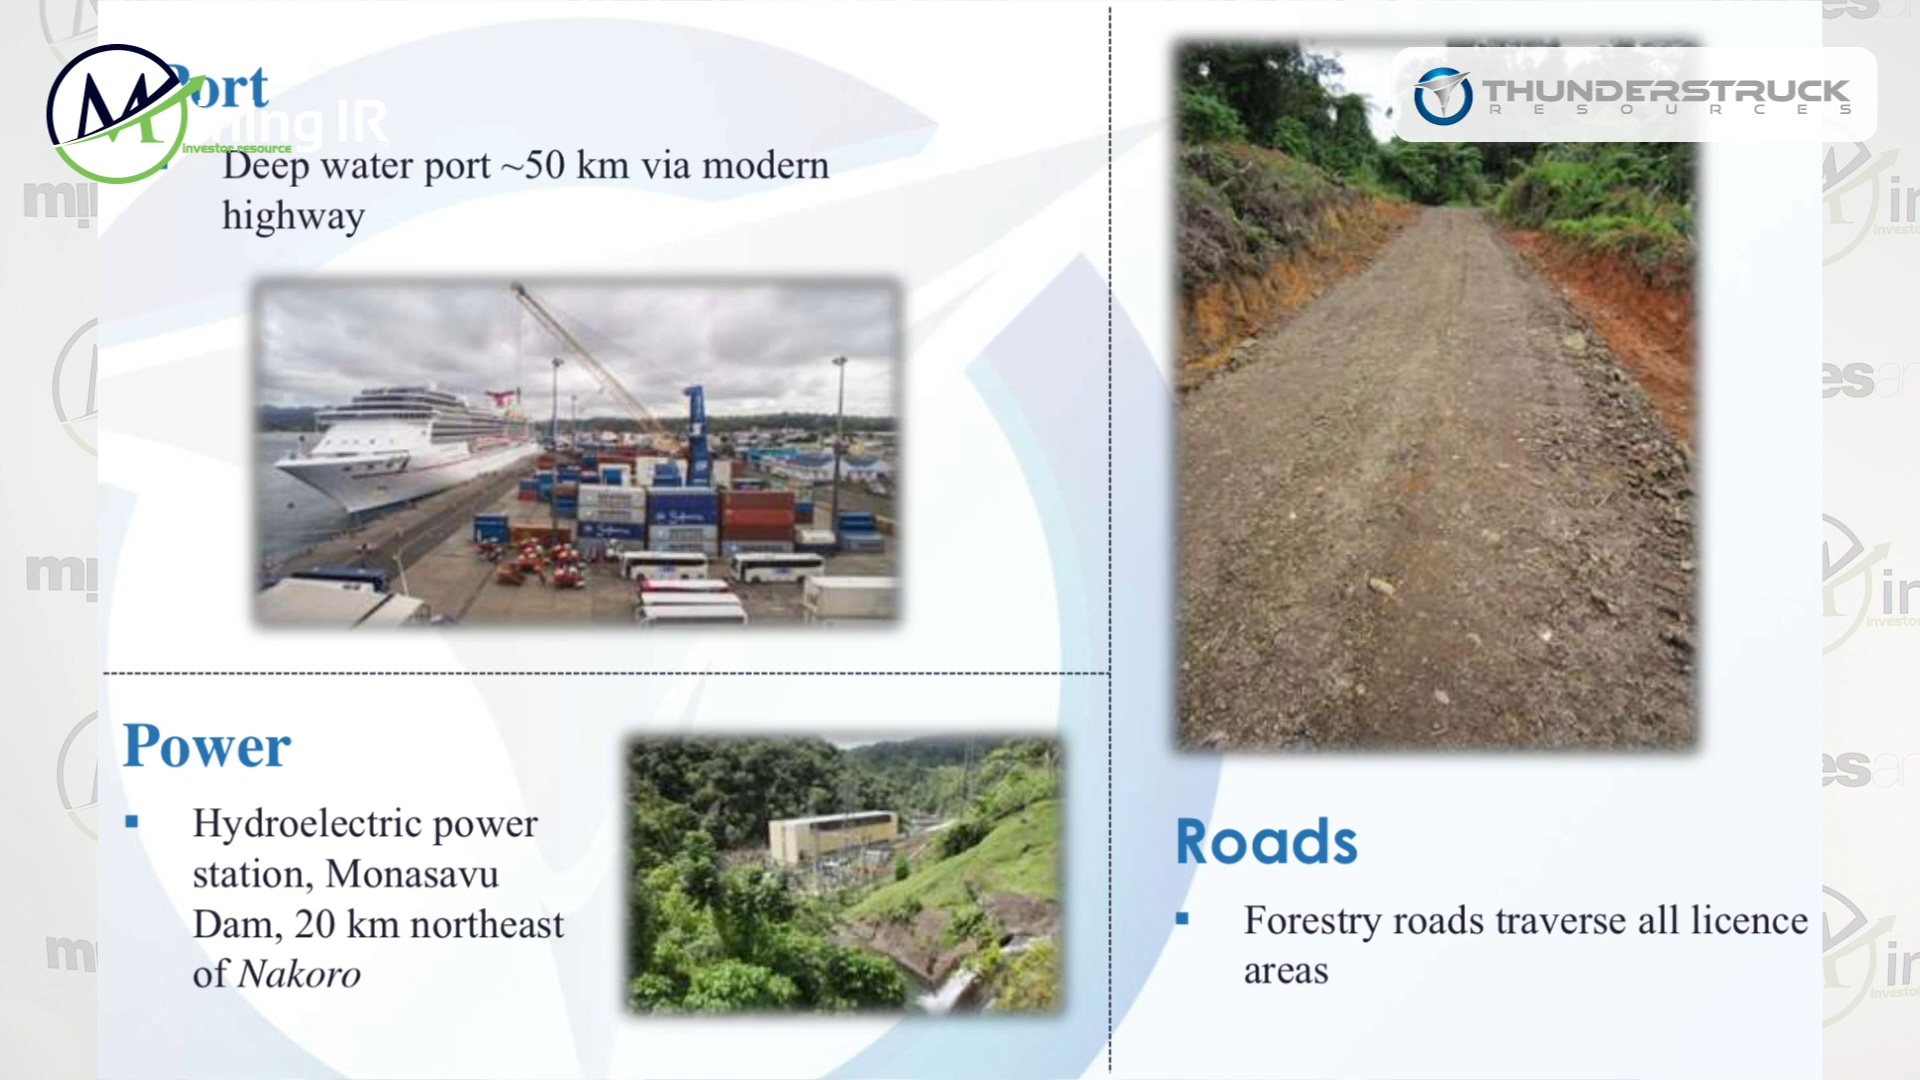 Port
Mining IR
investor resource
Deep water port ~50 km via modern
highway
THUNDERSTRUCK
RESOURCES
Power
Hydroelectric power
station, Monasavu
Dam, 20 km northeast
of Nakoro
Roads
Forestry roads traverse all licence
areas